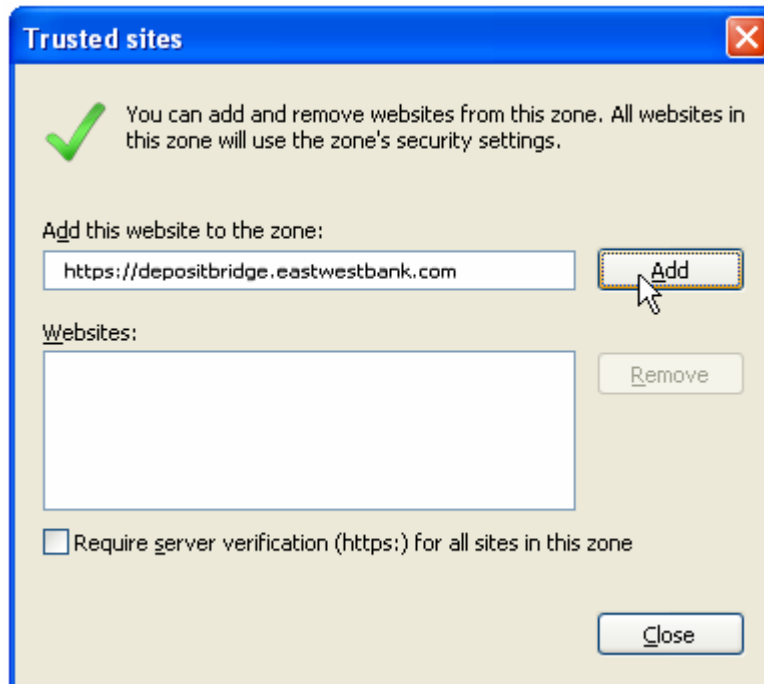 Trusted sites
You can add and remove websites from this zone. All websites in
this zone will use the zone's security settings.
Add this website to the zone:
https://depositbridge.eastwestbank.com
Add
Websites:
Remove
Require server verification (https:) for all sites in this zone
Close